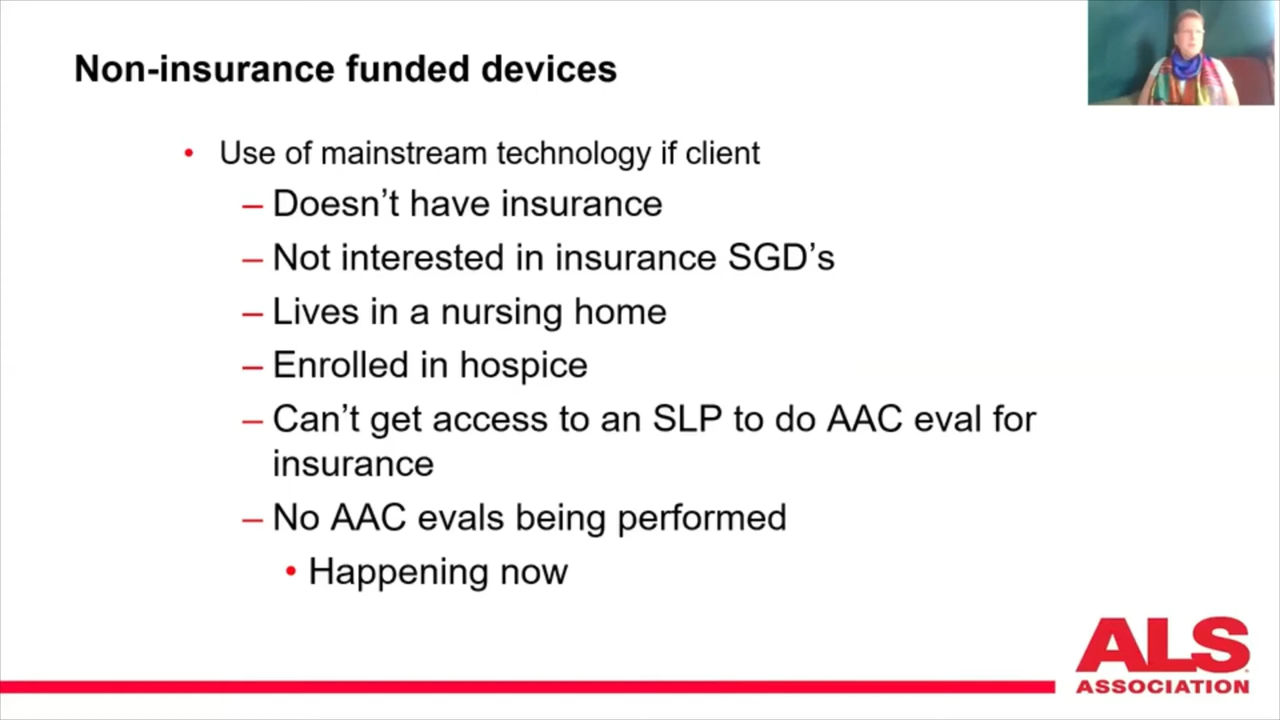 Non-insurance funded devices
• Use of mainstream technology if client
– Doesn’t have insurance
– Not interested in insurance SGD’s
– Lives in a nursing home
– Enrolled in hospice
– Can’t get access to an SLP to do AAC eval for
insurance
– No AAC evals being performed
• Happening now
ALS
ASSOCIATION